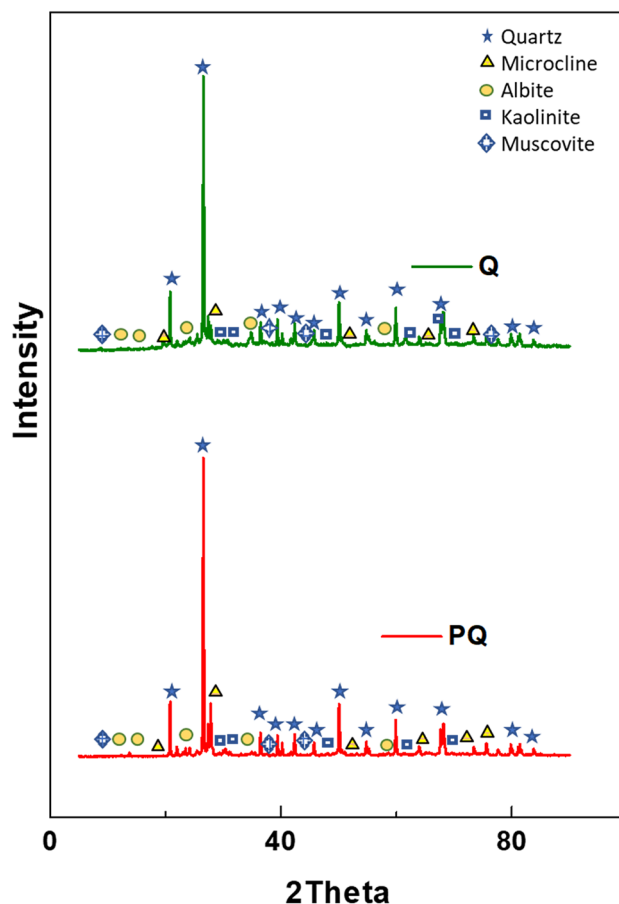 Quartz
Microcline
Albite
Kaolinite
Muscovite
Q
Intensity
PQ
0 40 80
2Theta